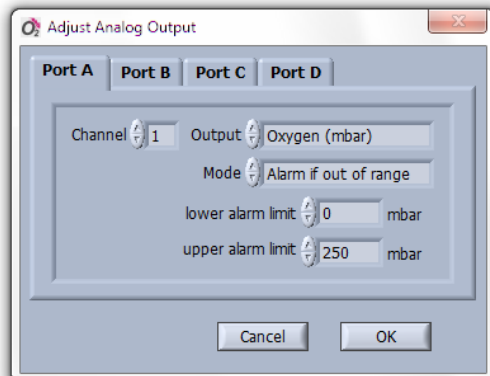 O₂ Adjust Analog Output
Port A Port B Port C Port D
Channel 1 Output Oxygen (mbar)
Mode Alarm if out of range
lower alarm limit 0 mbar
upper alarm limit 250 mbar
Cancel OK